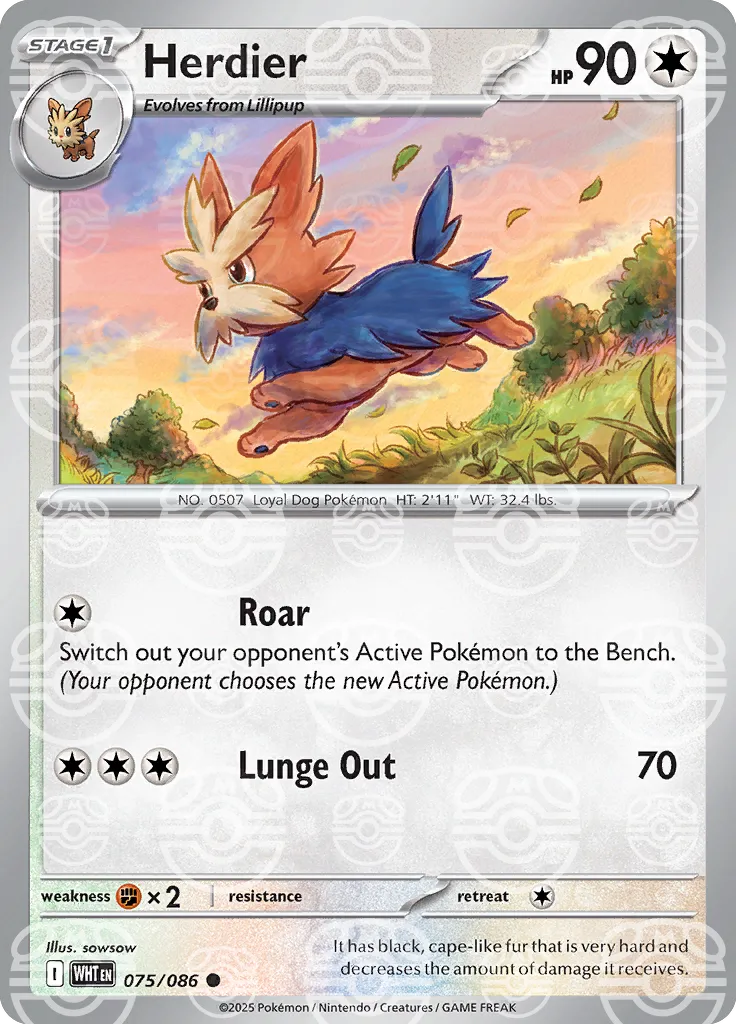 STAGE1
Herdier
HP 90
Evolves from Lillipup
NO. 0507 Loyal Dog Pokémon HT: 2'11" WT: 32.4 lbs.
Roar
Switch out your opponent's Active Pokémon to the Bench.
(Your opponent chooses the new Active Pokémon.)
Lunge Out 70
weakness ×2 resistance retreat
Illus. sowsow
It has black, cape-like fur that is very hard and
decreases the amount of damage it receives.
I WHT EN 075/086
©2025 Pokémon / Nintendo / Creatures / GAME FREAK